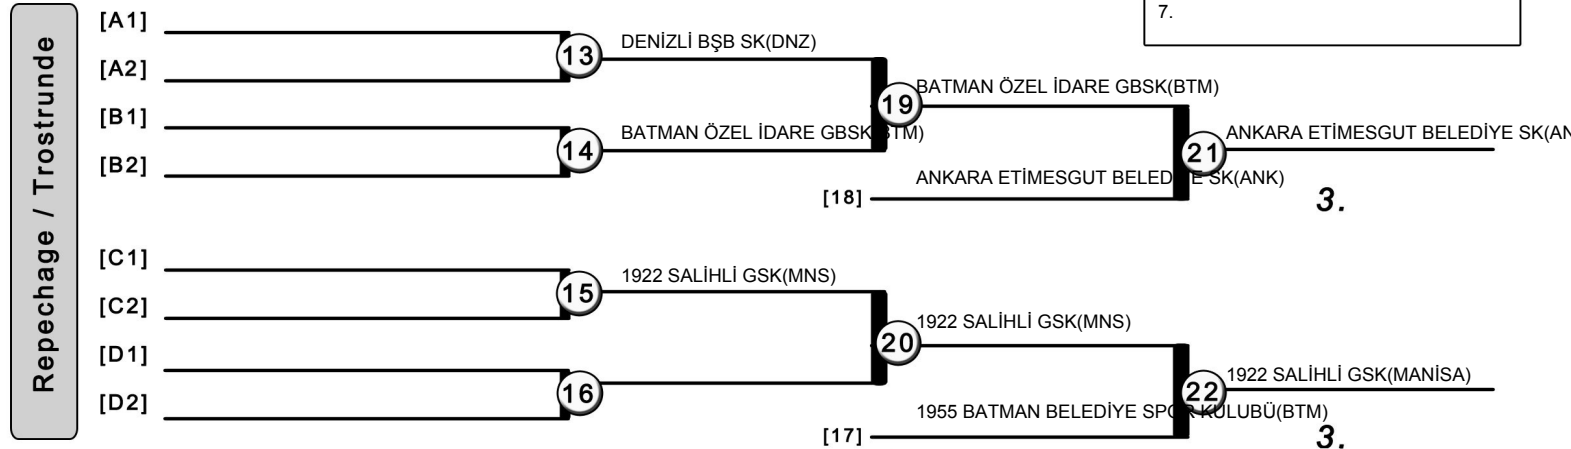 7.
Repechage / Trostrunde
[A1]
13
DENİZLİ BŞB SK(DNZ)
[A2]
19
BATMAN ÖZEL İDARE GBSK(BTM)
[B1]
14
BATMAN ÖZEL İDARE GBSK(BTM)
[B2]
21
ANKARA ETİMESGUT BELEDİYE SK(AN
[18]
ANKARA ETİMESGUT BELEDİYE SK(ANK)
3.
[C1]
15
1922 SALİHLİ GSK(MNS)
[C2]
20
1922 SALİHLİ GSK(MNS)
[D1]
16
[D2]
22
1922 SALİHLİ GSK(MANİSA)
[17]
1955 BATMAN BELEDİYE SPOR KULUBÜ(BTM)
3.